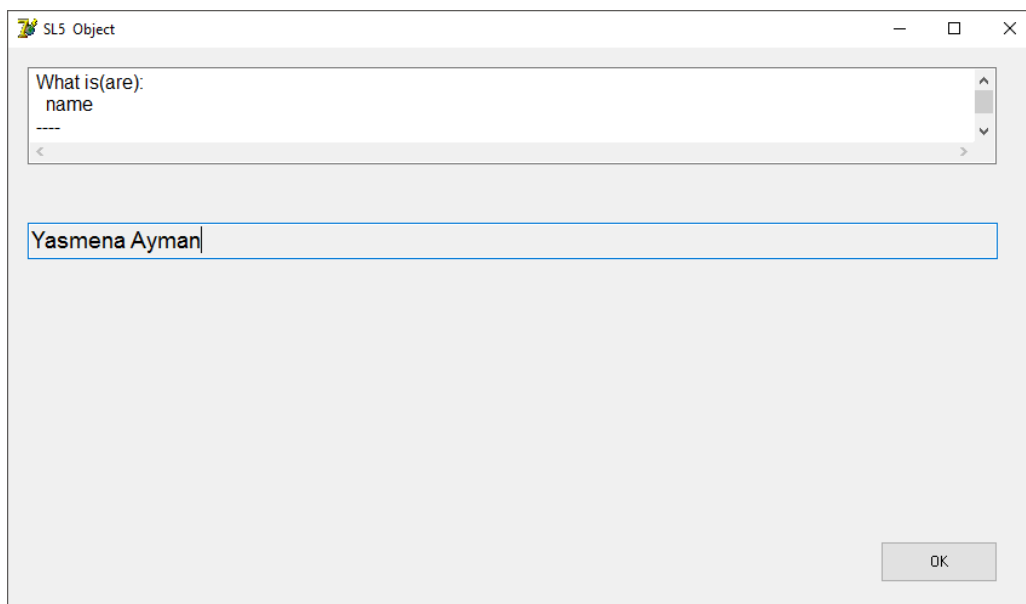 SL5 Object
What is(are):
name
----
Yasmena Ayman
OK